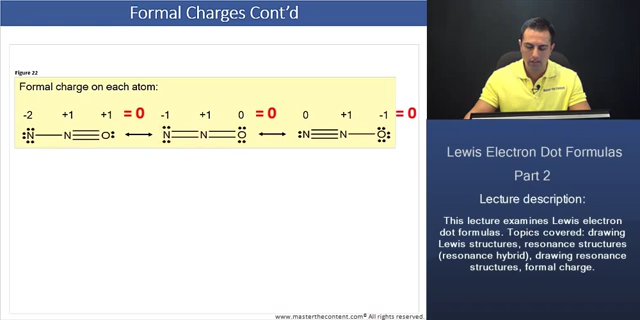 Formal Charges Cont'd
Figure 22
Formal charge on each atom:
-2 +1 +1 = 0 -1 +1 0 = 0 0 +1 -1 = 0
N N O N N O N N O
Lewis Electron Dot Formulas
Part 2
Lecture description:
This lecture examines Lewis electron
dot formulas. Topics covered: drawing
Lewis structures, resonance structures
(resonance hybrid), drawing resonance
structures, formal charge.
www.masterthecontent.com® All rights reserved.